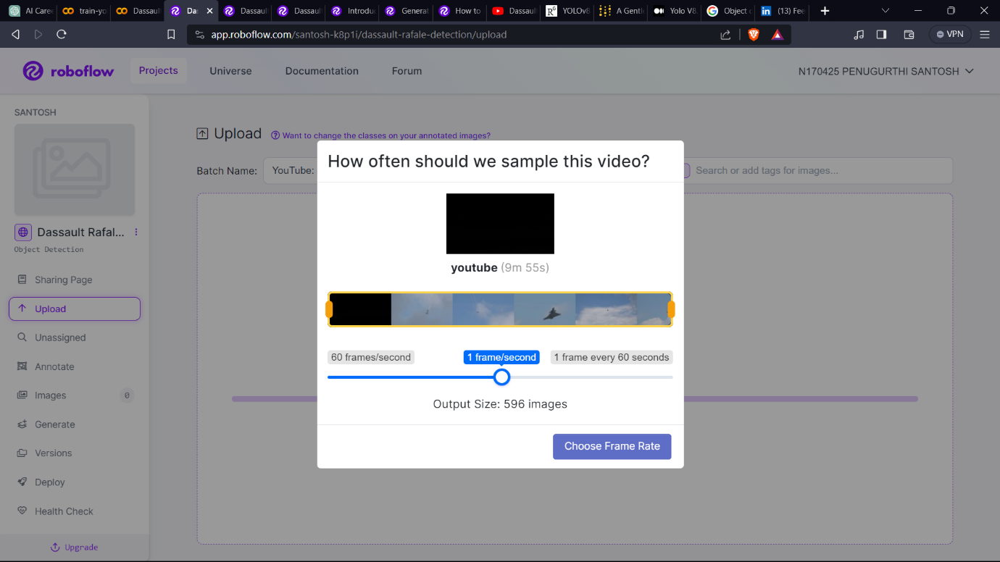 AI Caree
train-yo
Dassaul
Da
Dassault
Dassault
Introduc
Generat
How to
Dassaul
YOLOv8
A Gentle
Yolo V8.
Object d
(13) Fee
app.roboflow.com/santosh-k8p1i/dassault-rafale-detection/upload
VPN
roboflow
Projects
Universe
Documentation
Forum
N170425 PENUGURTHI SANTOSH
SANTOSH
Dassault Rafal...
Object Detection
Sharing Page
Upload
Unassigned
Annotate
Images 0
Generate
Versions
Deploy
Health Check
Upgrade
Upload
Want to change the classes on your annotated images?
Batch Name: YouTube:
Search or add tags for images...
How often should we sample this video?
youtube (9m 55s)
60 frames/second
1 frame/second
1 frame every 60 seconds
Output Size: 596 images
Choose Frame Rate